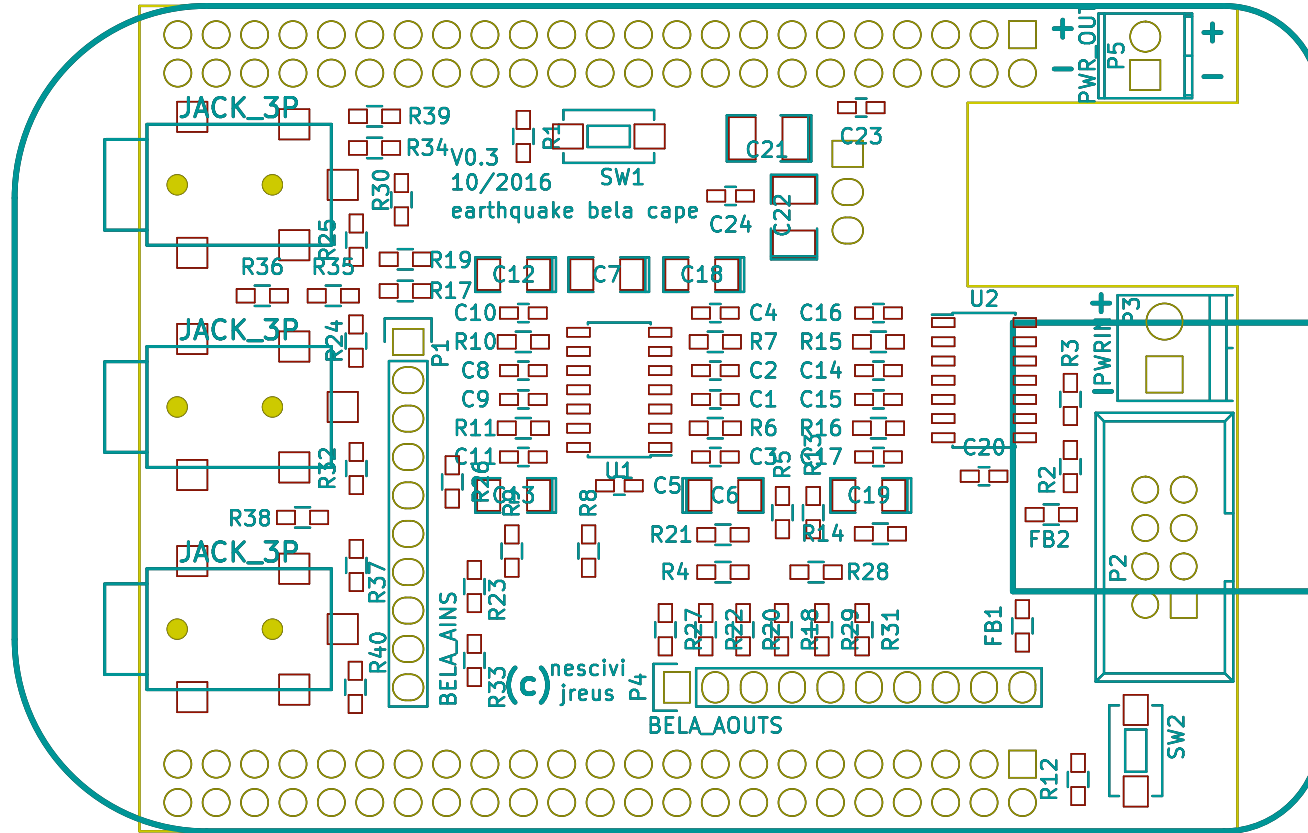 PWR_OUT
+
-
P5
+
-
JACK_3P
R39
R34
R30
R25
R36
R35
R19
R17
R1
V0.3
10/2016
earthquake bela cape
SW1
C21
C23
C24
C22
C12
C7
C18
C10
R10
C8
C9
R11
C11
C13
U1
C4
R7
C2
C1
R6
C3
C5
C6
C16
R15
C14
C15
R16
C17
C19
R5
R13
R14
U2
C20
+
PWRIN
-
P3
R3
R2
FB2
P2
JACK_3P
R24
R32
P1
R26
R9
R8
R38
JACK_3P
R37
R40
BELA_AINS
R23
R33
R21
R4
R28
R27
R22
R20
R18
R29
R31
FB1
(c)
nescivi
jreus
P4
BELA_AOUTS
SW2
R12